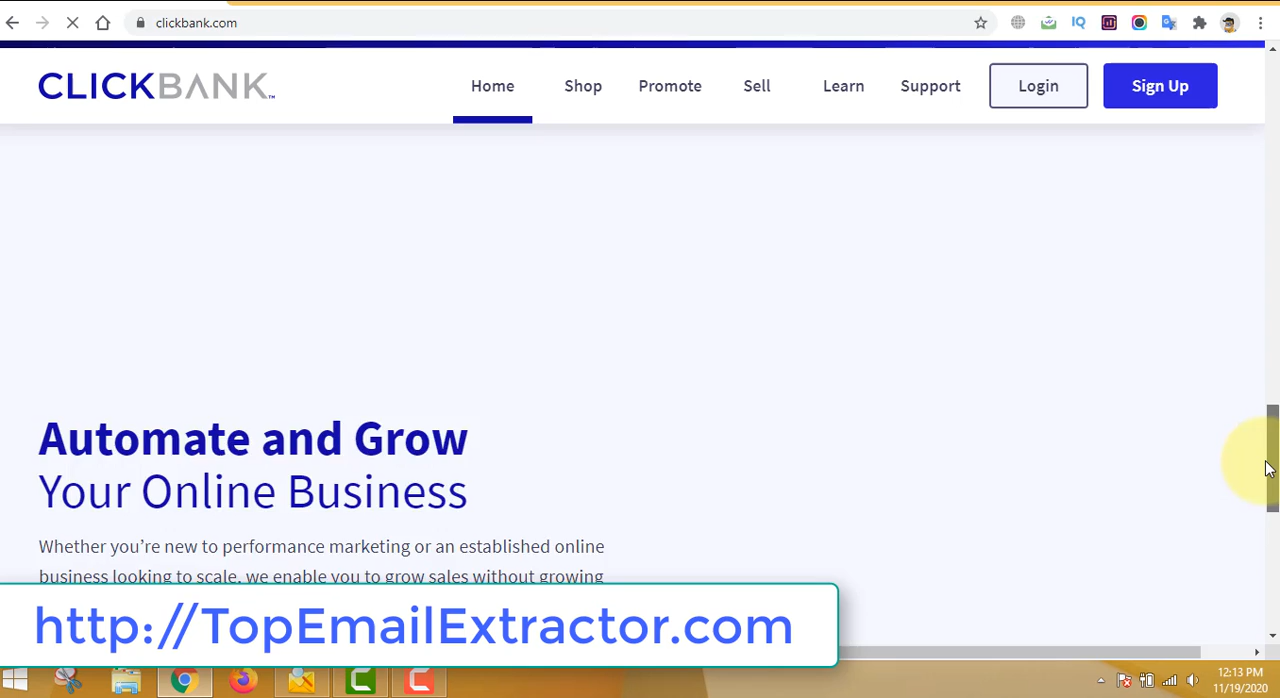 clickbank.com
IQ
CLICKBANK™
Home
Shop
Promote
Sell
Learn
Support
Login
Sign Up
Automate and Grow
Your Online Business
Whether you’re new to performance marketing or an established online
business looking to scale, we enable you to grow sales without growing
http://TopEmailExtractor.com
12:13 PM
11/19/2020